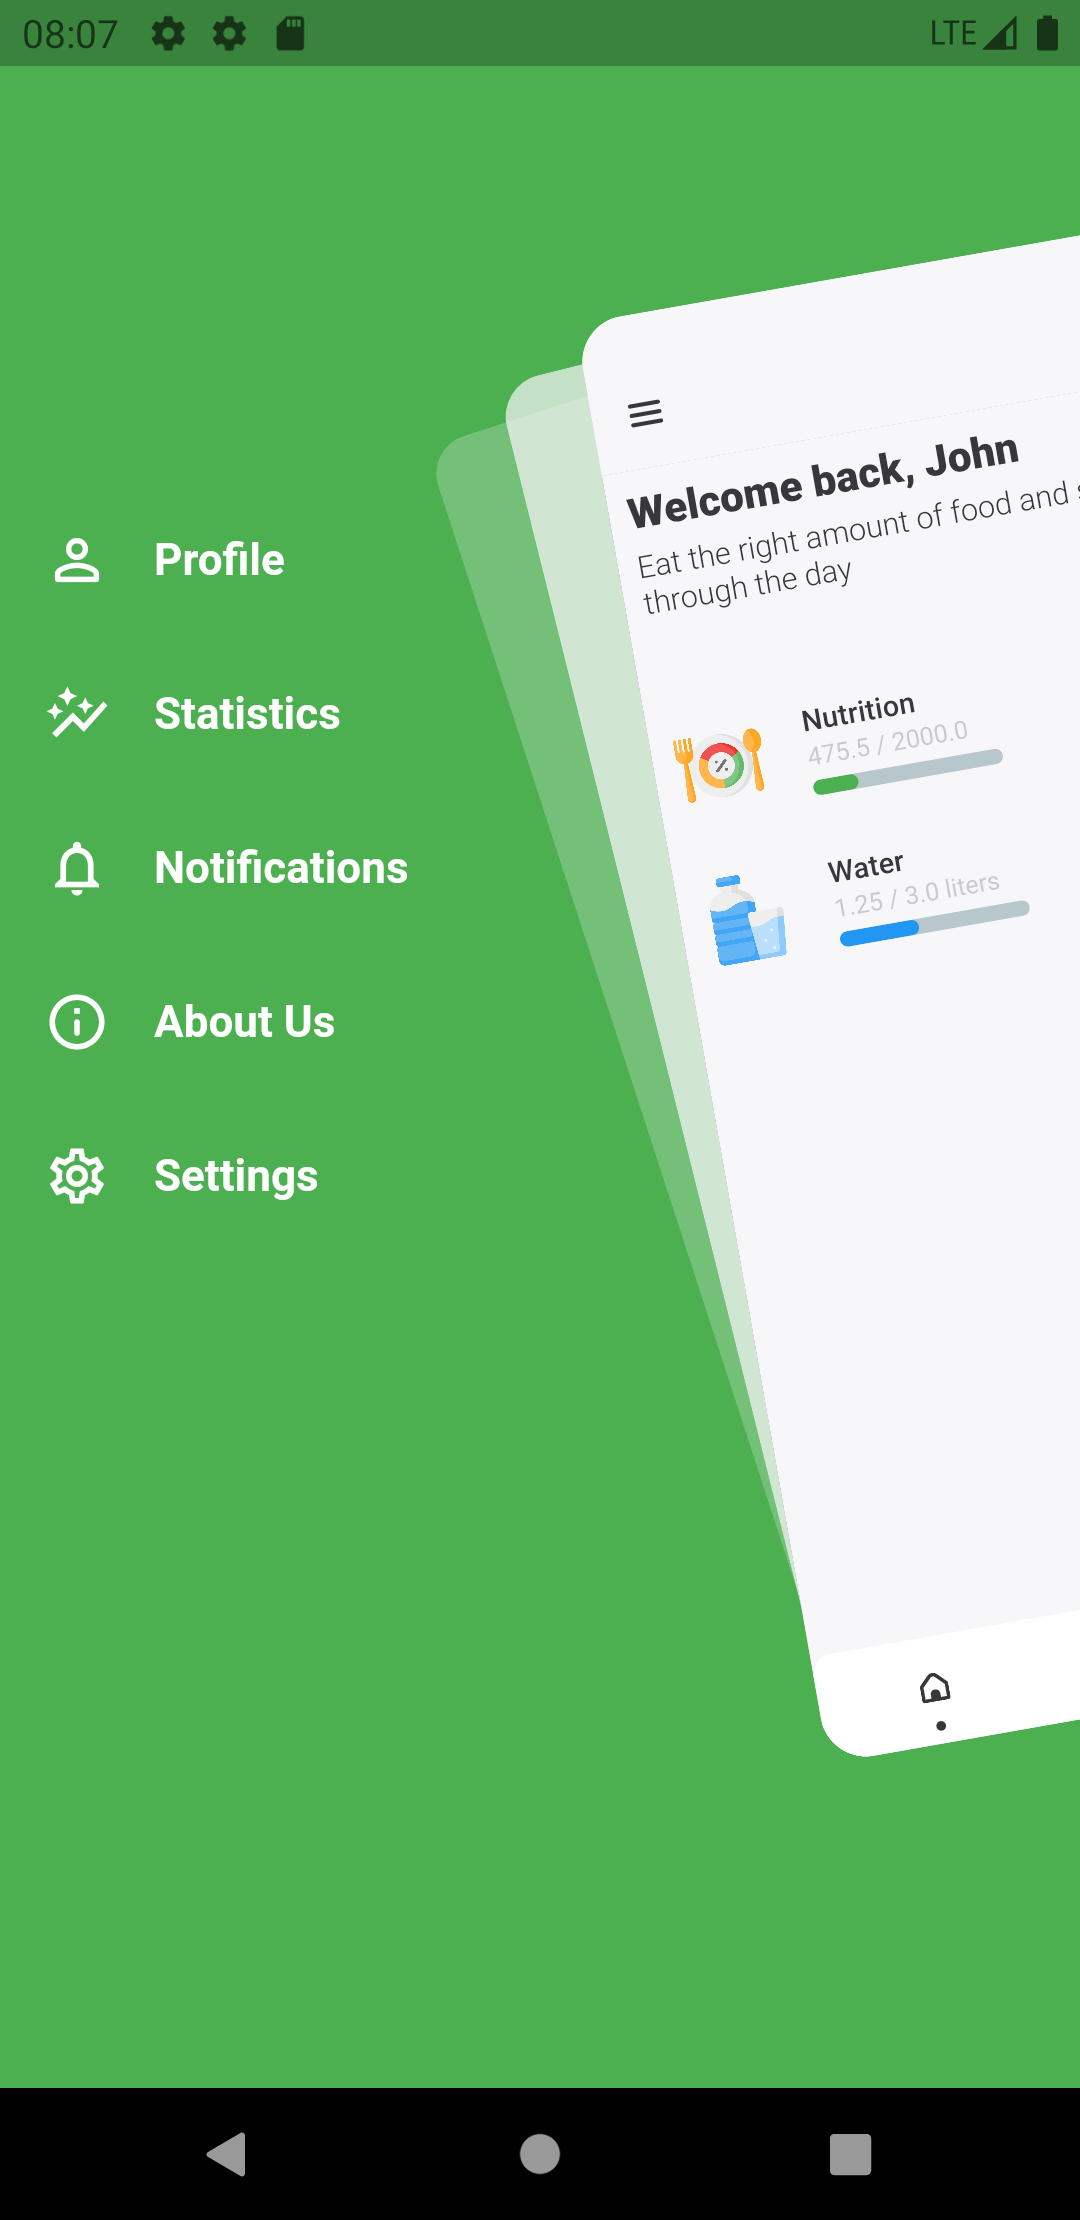 08:07
LTE
Profile
Statistics
Notifications
About Us
Settings
Welcome back, John
Eat the right amount of food and
through the day
Nutrition
475.5 / 2000.0
Water
1.25 / 3.0 liters